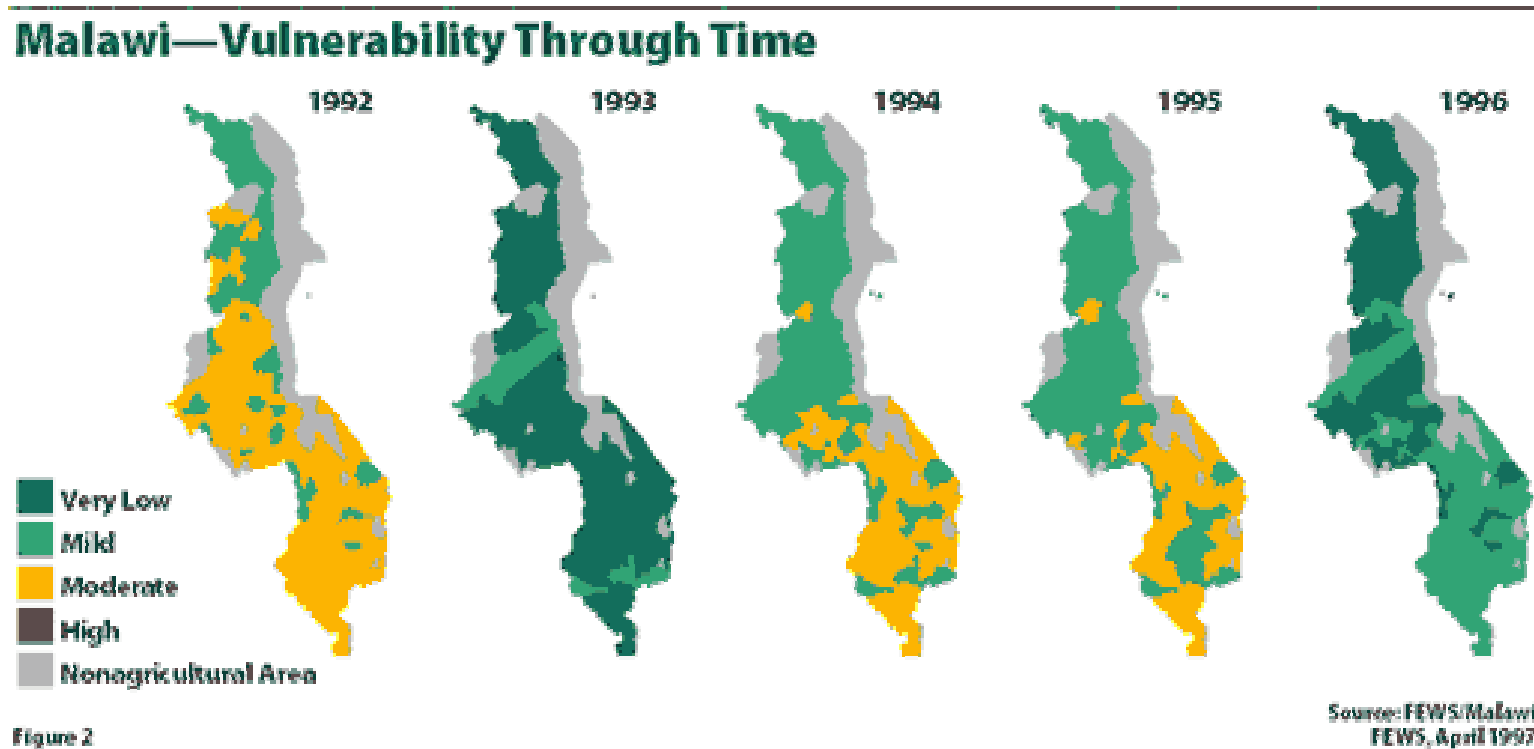 Malawi—Vulnerability Through Time
1992
1993
1994
1995
1996
Very Low
Mild
Moderate
High
Nonagricultural Area
Source: FEWS/Malawi
FEWS, April 1997
Figure 2